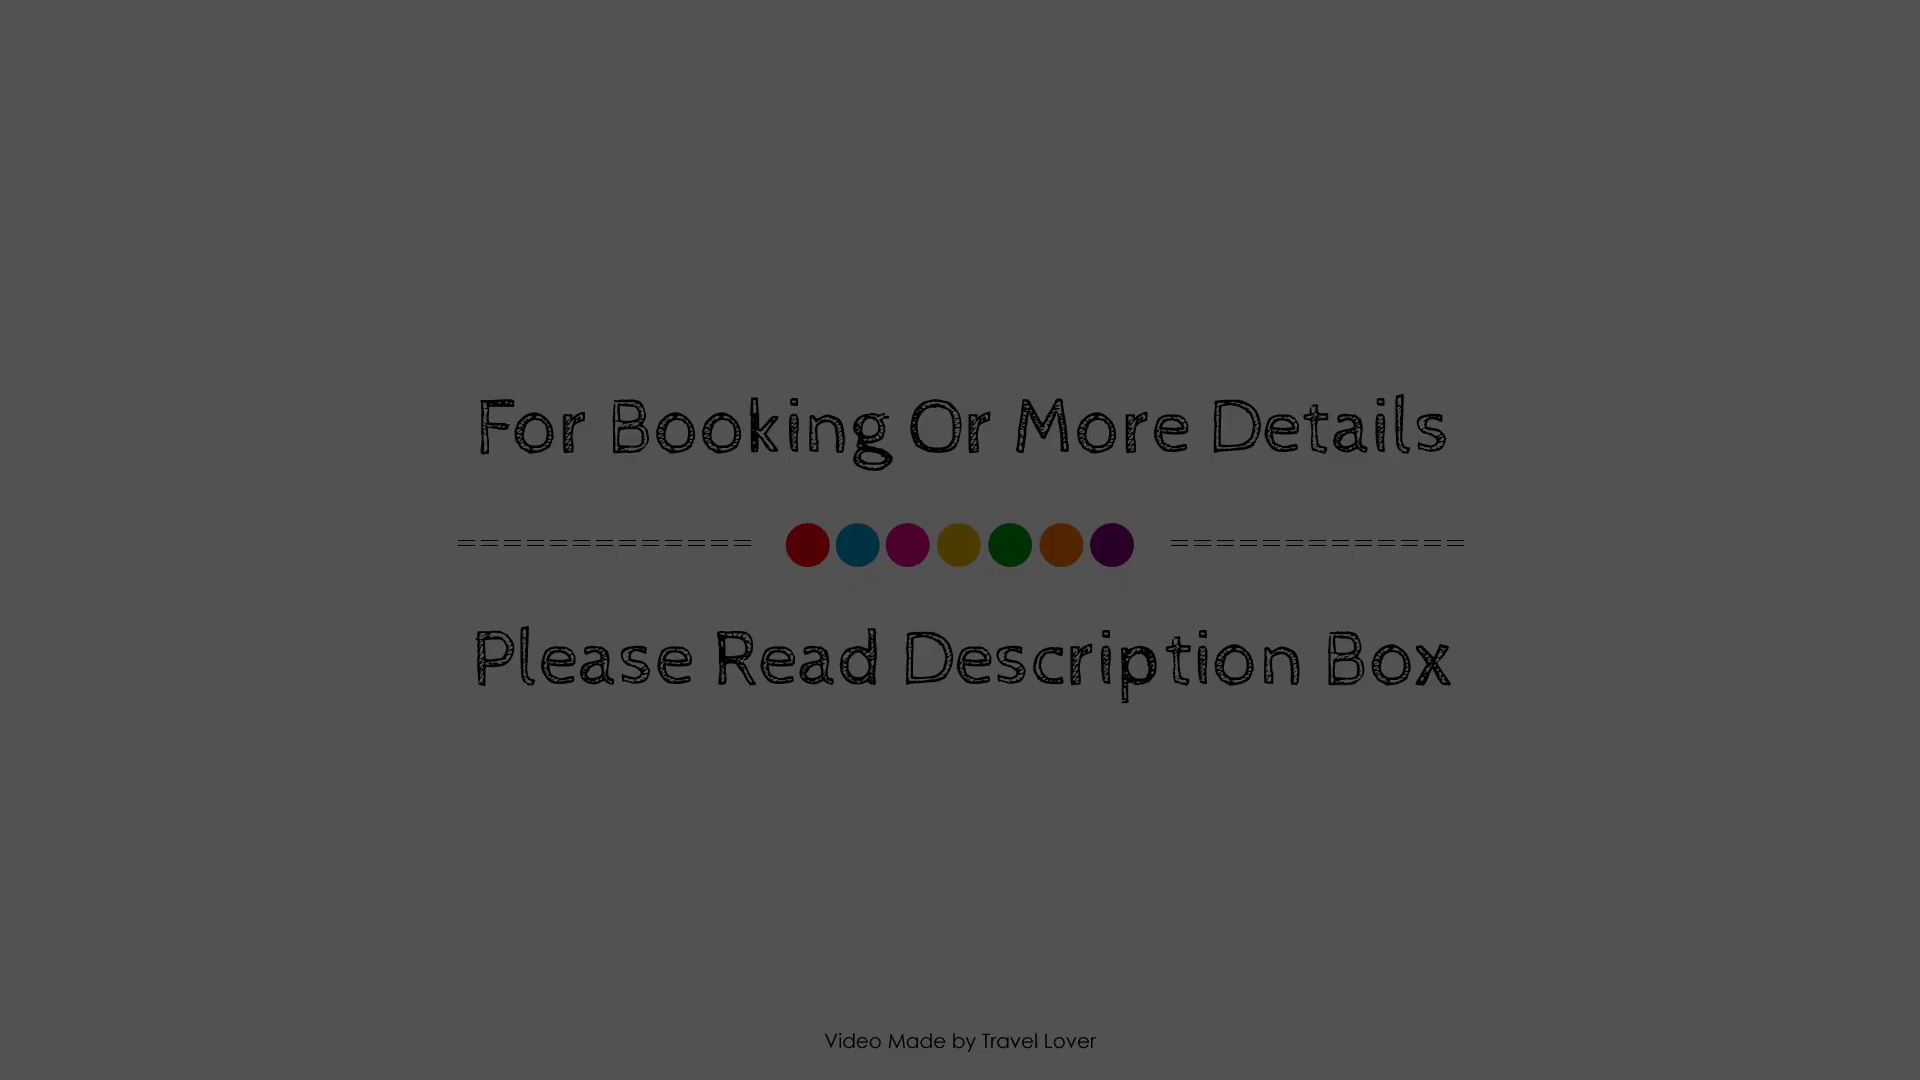 For Booking Or More Details
============= =============
Please Read Description Box
Video Made by Travel Lover